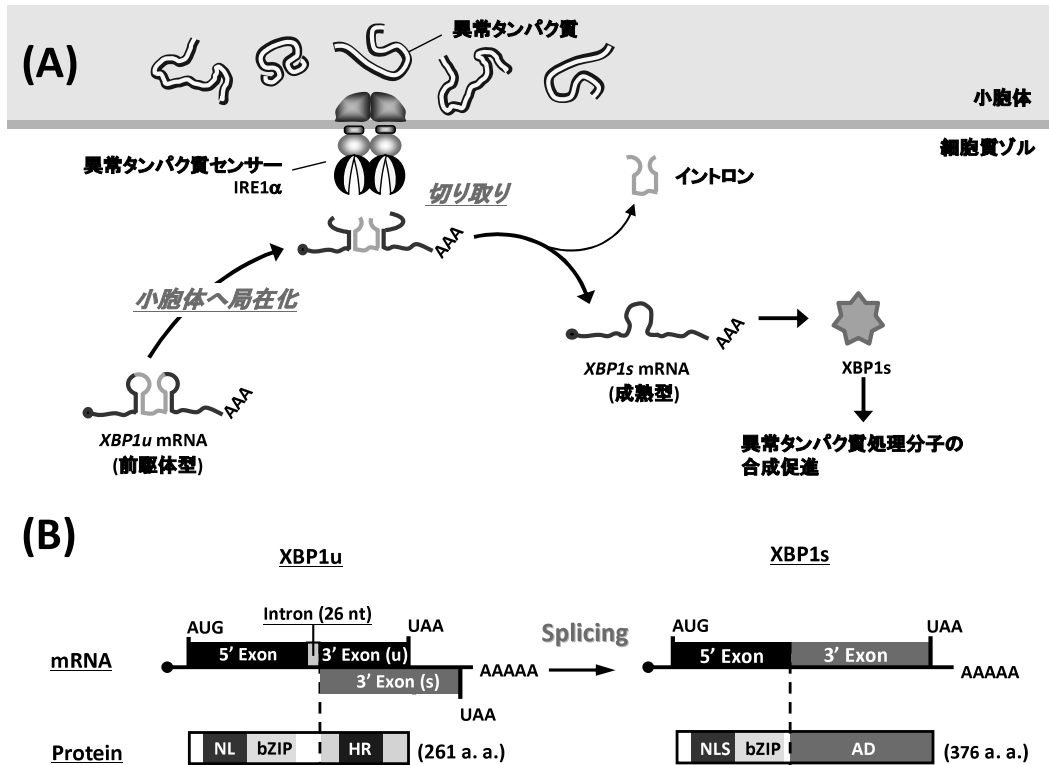 (A)
異常タンパク質
小胞体
細胞質ゾル
異常タンパク質センサー
IRE1α
切り取り
イントロン
AAA
小胞体へ局在化
AAA
XBP1u mRNA
(前駆体型)
AAA
XBP1s mRNA
(成熟型)
XBP1s
異常タンパク質処理分子の
合成促進
(B)
XBP1u
XBP1s
Intron (26 nt)
AUG
UAA
Splicing
AUG
UAA
mRNA
5’ Exon
3’ Exon (u)
3’ Exon (s)
AAAAA
UAA
5’ Exon
3’ Exon
AAAAA
Protein
NL
bZIP
HR
(261 a. a.)
NLS
bZIP
AD
(376 a. a.)